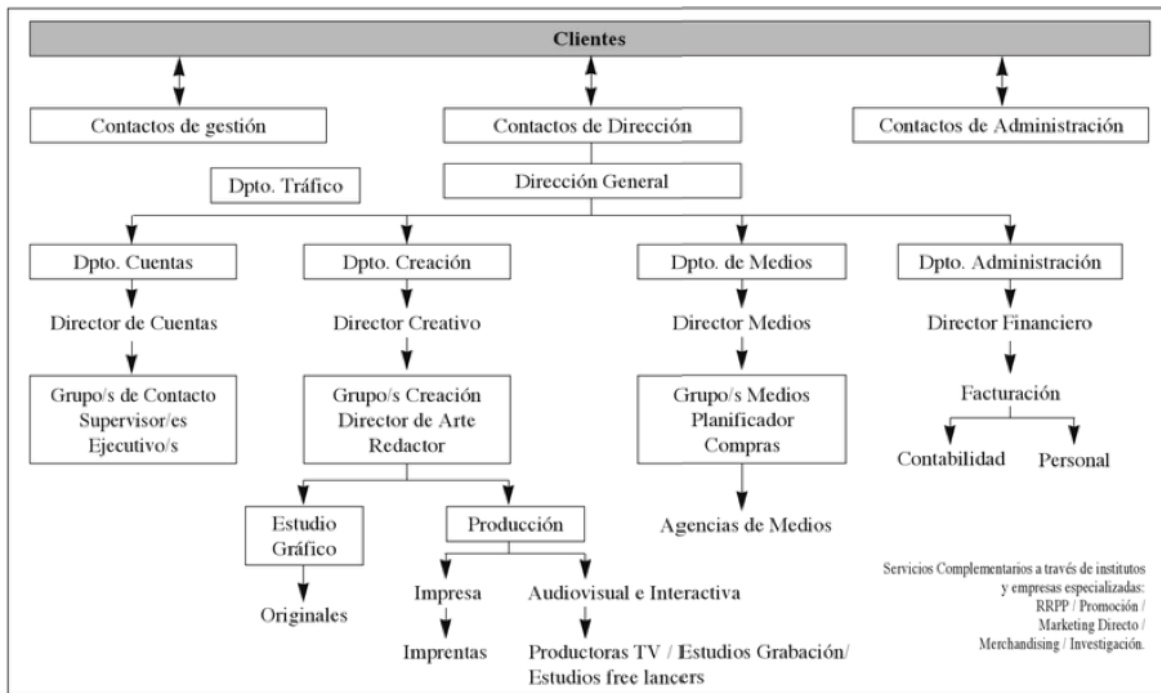 Clientes
Contactos de gestión
Contactos de Dirección
Contactos de Administración
Dpto. Tráfico
Dirección General
Dpto. Cuentas
Dpto. Creación
Dpto. de Medios
Dpto. Administración
Director de Cuentas
Director Creativo
Director Medios
Director Financiero
Grupo/s de Contacto
Supervisor/es
Ejecutivo/s
Grupo/s Creación
Director de Arte
Redactor
Grupo/s Medios
Planificador
Compras
Facturación
Contabilidad
Personal
Estudio
Gráfico
Producción
Agencias de Medios
Originales
Impresa
Audiovisual e Interactiva
Imprentas
Productoras TV / Estudios Grabación/
Estudios free lancers
Servicios Complementarios a través de institutos
y empresas especializadas:
RRPP / Promoción /
Marketing Directo /
Merchandising / Investigación.